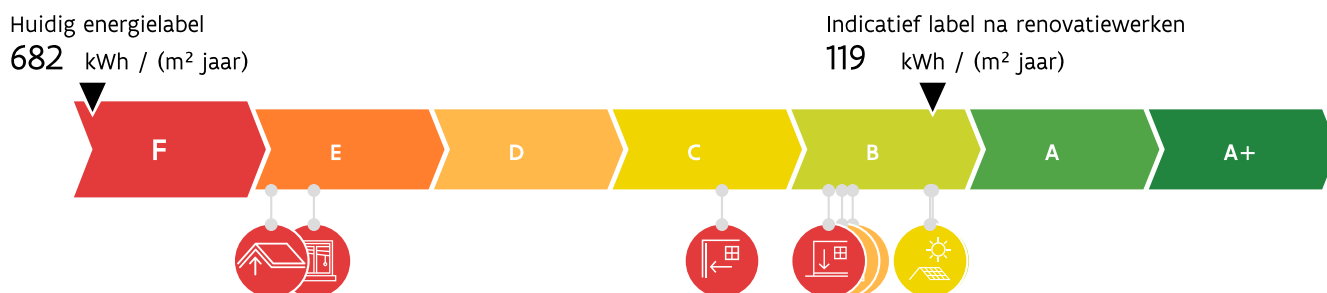 Huidig energielabel
682 kWh / (m² jaar)
Indicatief label na renovatiewerken
119 kWh / (m² jaar)
F E D C B A A+